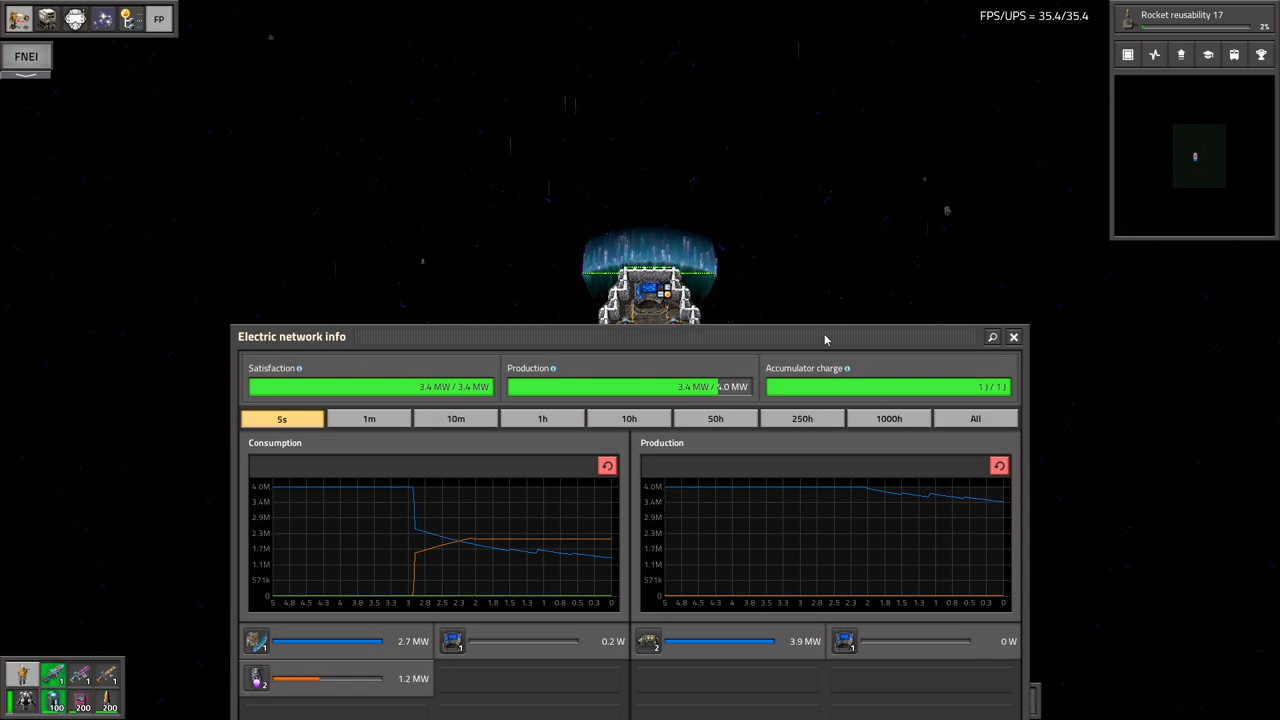 FP
FPS/UPS = 35.4/35.4
Rocket reusability 17
2%
FNEI
Electric network info
Satisfaction
Production
Accumulator charge
3.4 MW / 3.4 MW
3.4 MW / 4.0 MW
1 J / 1 J
5s 1m 10m 1h 10h 50h 250h 1000h All
Consumption
Production
4.0M
3.4M
2.9M
2.3M
1.7M
1.1M
571k
0
5 4.8 4.5 4.3 4 3.8 3.5 3.3 3 2.8 2.5 2.3 2 1.8 1.5 1.3 1 0.8 0.5 0.3 0
4.0M
3.4M
2.9M
2.3M
1.7M
1.1M
571k
0
5 4.8 4.5 4.3 4 3.8 3.5 3.3 3 2.8 2.5 2.3 2 1.8 1.5 1.3 1 0.8 0.5 0.3 0
1 2.7 MW
1 0.2 W
2 3.9 MW
1 0 W
2 1.2 MW
1 1 1
100 200 200